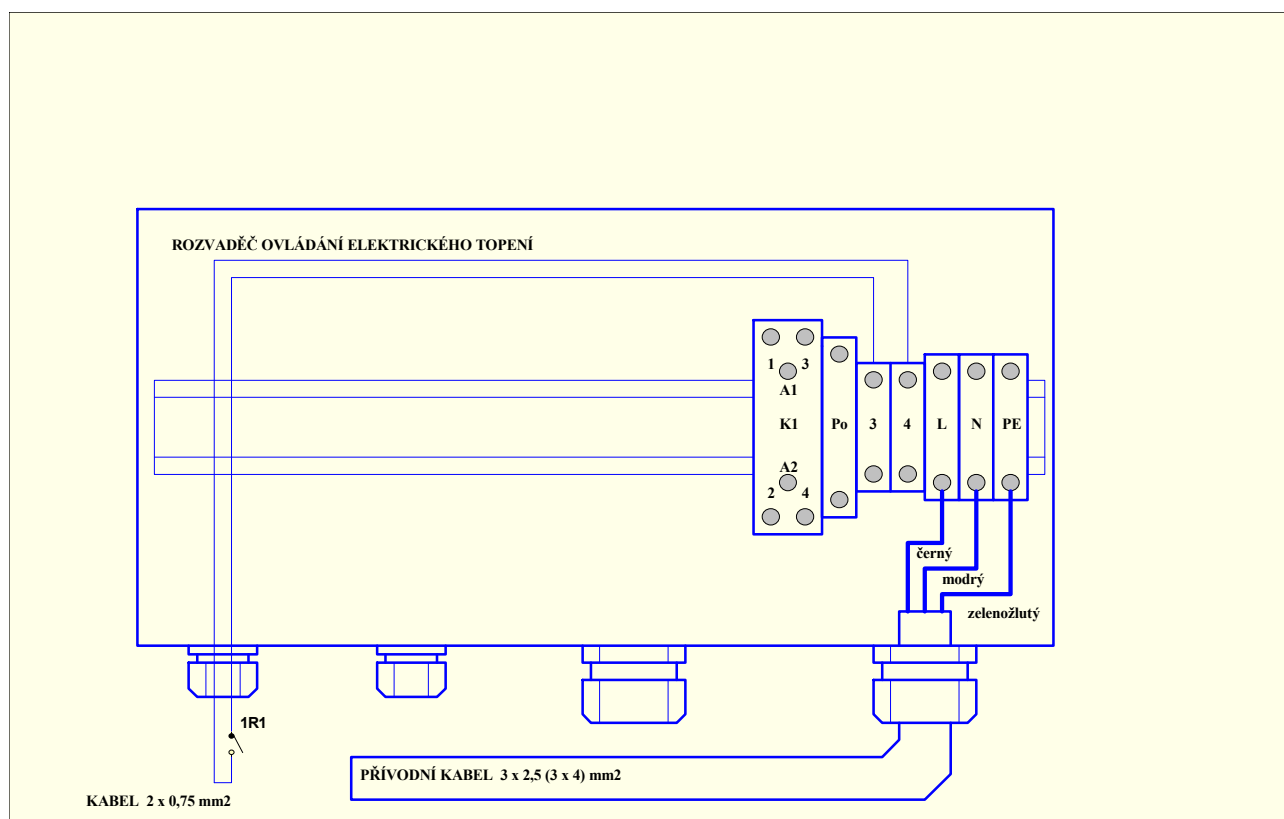 ROZVADĚČ OVLÁDÁNÍ ELEKTRICKÉHO TOPENÍ
1 3
A1
K1 Po 3 4 L N PE
A2
2 4
černý
modrý
zelenožlutý
1R1
PŘÍVODNÍ KABEL 3 x 2,5 (3 x 4) mm2
KABEL 2 x 0,75 mm2